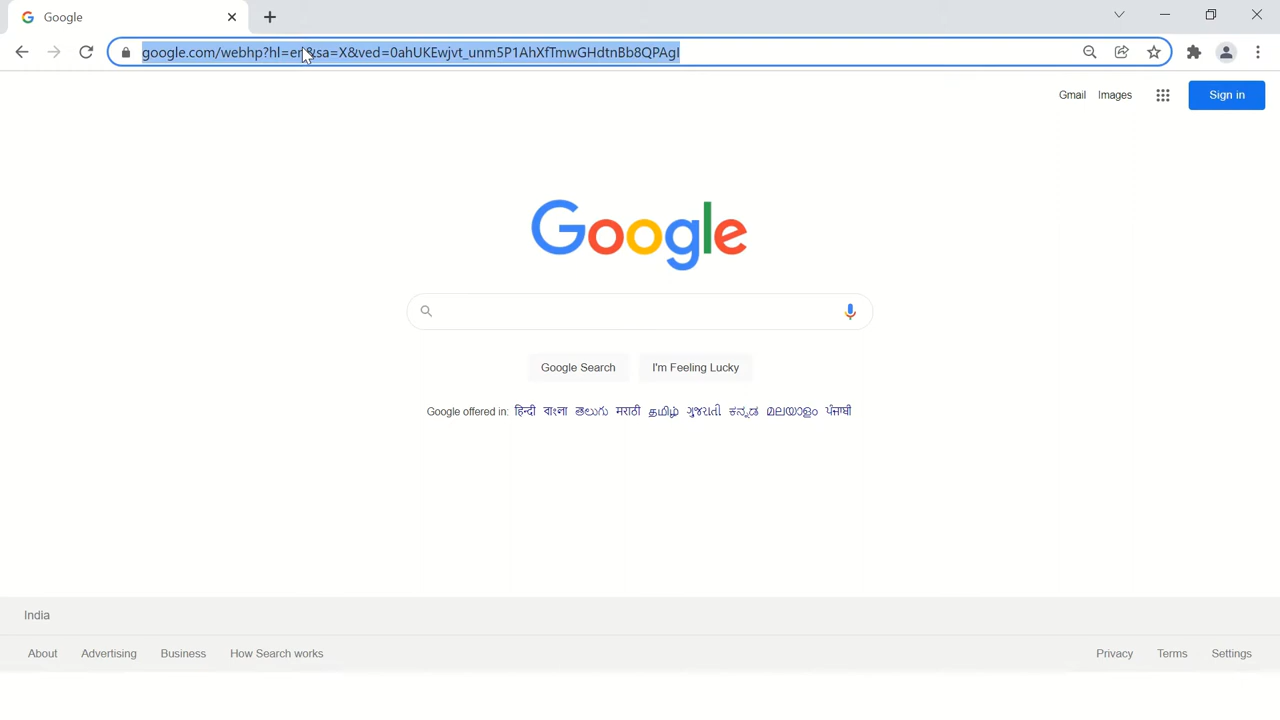 Google
google.com/webhp?hl=en&sa=X&ved=0ahUKEwjvt_unm5P1AhXfTmwGHdtnBb8QPAgI
Gmail Images Sign in
Google
Google Search I'm Feeling Lucky
Google offered in: हिन्दी বাংলা తెలుగు मराठी தமிழ் ગુજરાતી ಕನ್ನಡ മലയാളം ਪੰਜਾਬੀ
India
About Advertising Business How Search works Privacy Terms Settings